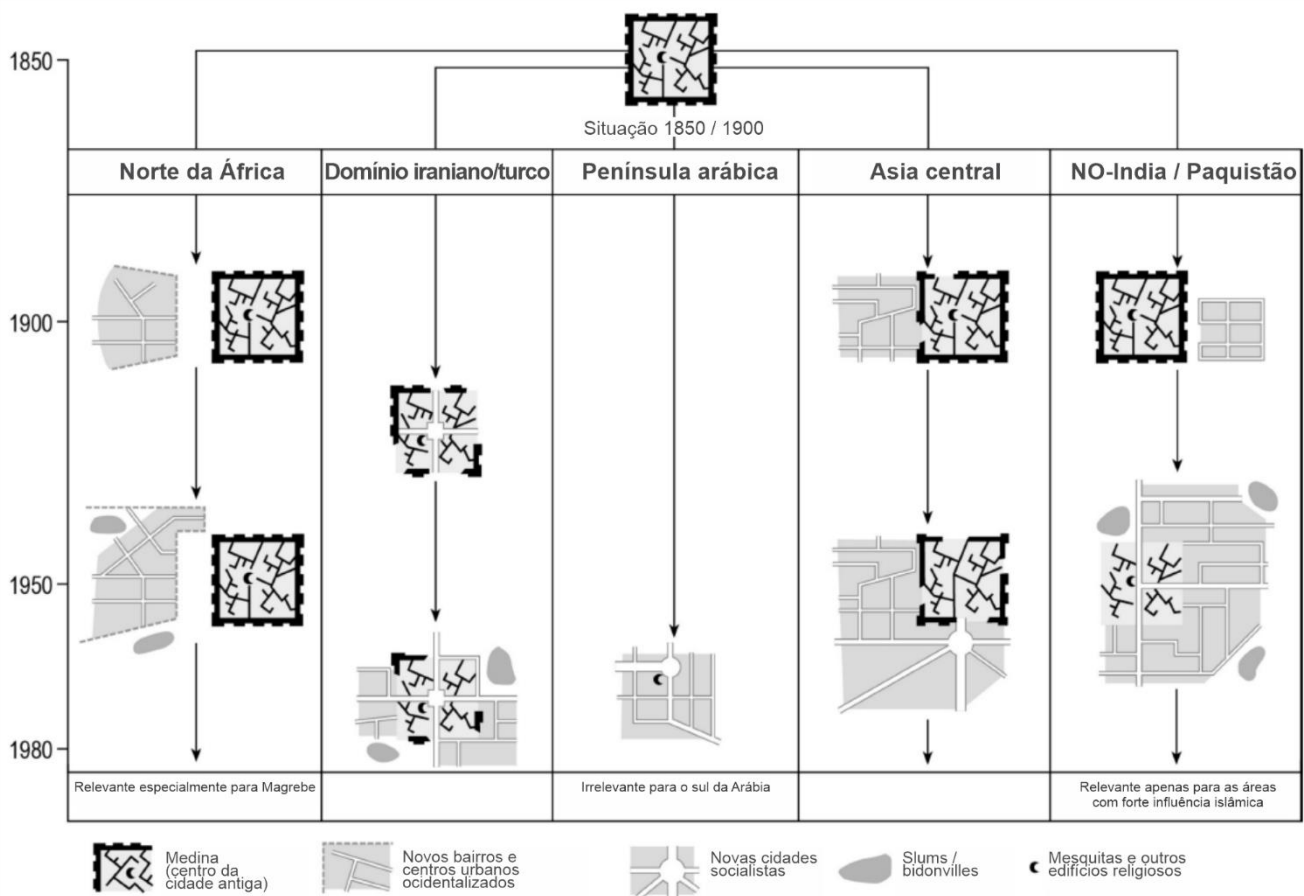 1850
Situação 1850 / 1900
Norte da África
Domínio iraniano/turco
Península arábica
Asia central
NO-India / Paquistão
1900
1950
1980
Relevante especialmente para Magrebe
Irrelevante para o sul da Arábia
Relevante apenas para as áreas
com forte influência islâmica
Medina
(centro da
cidade antiga)
Novos bairros e
centros urbanos
ocidentalizados
Novas cidades
socialistas
Slums /
bidonvilles
Mesquitas e outros
edifícios religiosos